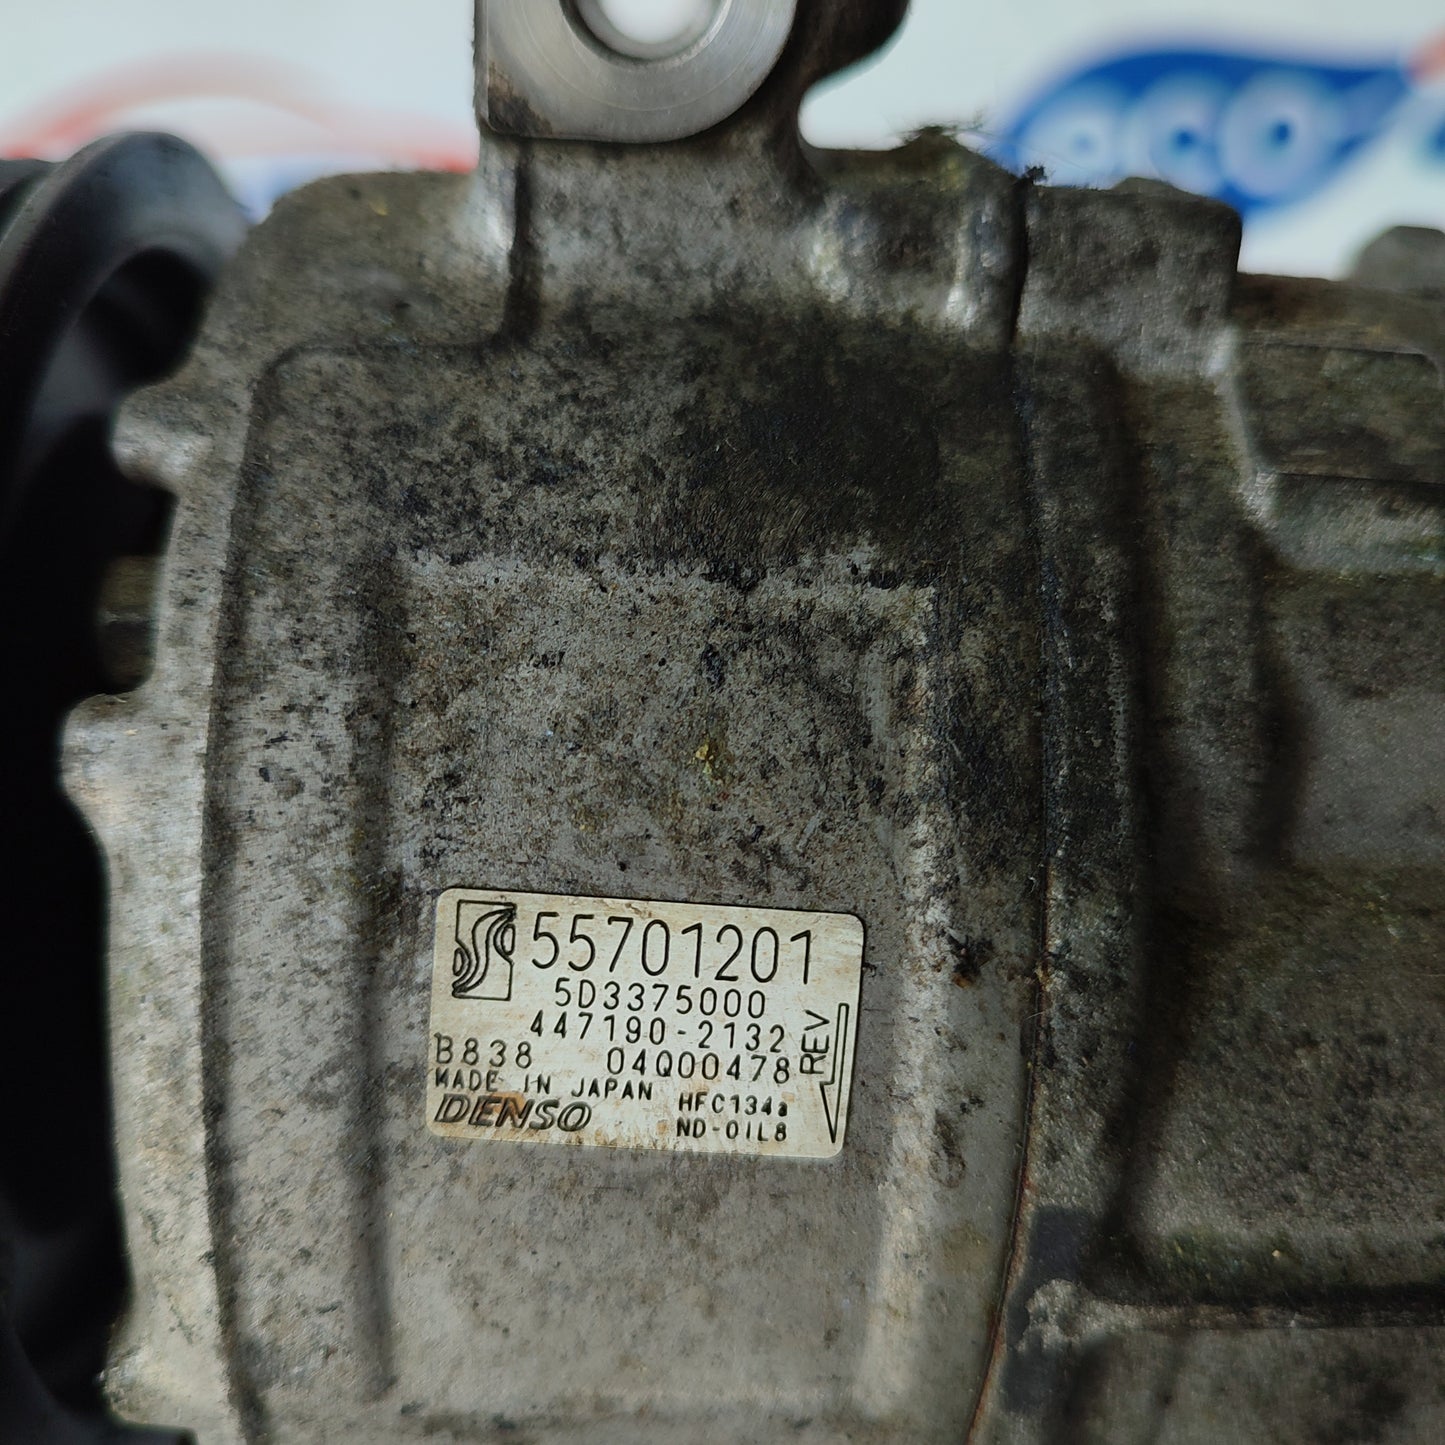 55701201
5D3375000
447190-2132
B838 04Q00478
REV
MADE IN JAPAN HFC134a
DENSO ND-OIL8